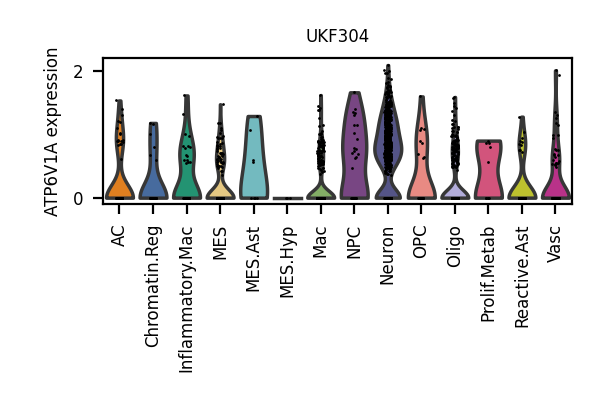 UKF304
ATP6V1A expression
2
0
AC
Chromatin.Reg
Inflammatory.Mac
MES
MES.Ast
MES.Hyp
Mac
NPC
Neuron
OPC
Oligo
Prolif.Metab
Reactive.Ast
Vasc